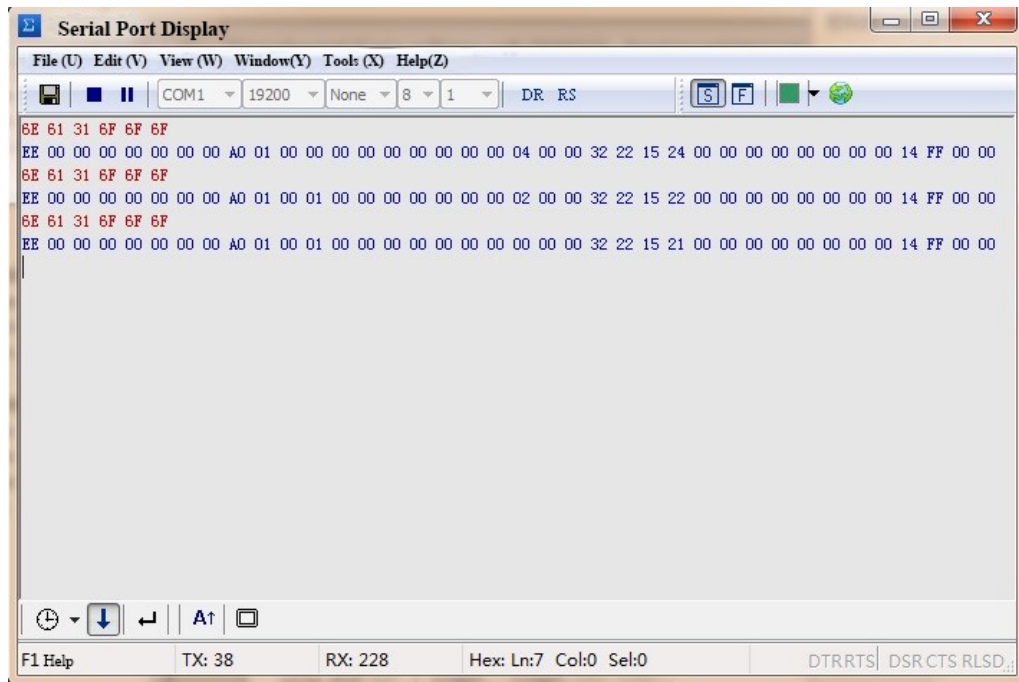 Σ Serial Port Display
File (U) Edit (V) View (W) Window(Y) Tools (X) Help(Z)
COM1 19200 None 8 1 DR RS S F
6E 61 31 6F 6F 6F
EE 00 00 00 00 00 00 00 A0 01 00 00 00 00 00 00 00 00 00 04 00 00 32 22 15 24 00 00 00 00 00 00 00 00 14 FF 00 00
6E 61 31 6F 6F 6F
EE 00 00 00 00 00 00 00 A0 01 00 01 00 00 00 00 00 00 00 02 00 00 32 22 15 22 00 00 00 00 00 00 00 00 14 FF 00 00
6E 61 31 6F 6F 6F
EE 00 00 00 00 00 00 00 A0 01 00 01 00 00 00 00 00 00 00 00 00 00 32 22 15 21 00 00 00 00 00 00 00 00 14 FF 00 00
A↑
F1 Help TX: 38 RX: 228 Hex: Ln:7 Col:0 Sel:0 DTR RTS DSR CTS RLSD